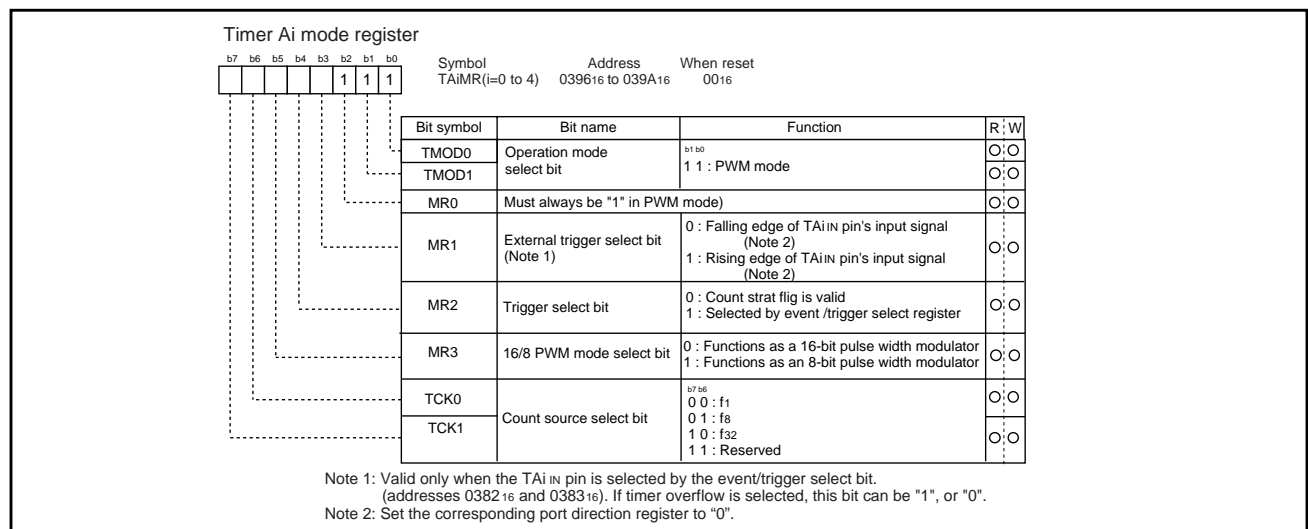 Timer Ai mode register
b7 b6 b5 b4 b3 b2 b1 b0
1 1 1
Symbol Address When reset
TAiMR(i=0 to 4) 039616 to 039A16 0016
Bit symbol Bit name Function R W
TMOD0 Operation mode select bit b1 b0
1 1 : PWM mode
TMOD1
MR0 Must always be "1" in PWM mode)
MR1 External trigger select bit (Note 1) 0 : Falling edge of TAiIN pin's input signal
(Note 2)
1 : Rising edge of TAiIN pin's input signal
(Note 2)
MR2 Trigger select bit 0 : Count strat flig is valid
1 : Selected by event /trigger select register
MR3 16/8 PWM mode select bit 0 : Functions as a 16-bit pulse width modulator
1 : Functions as an 8-bit pulse width modulator
TCK0 Count source select bit b7 b6
0 0 : f1
0 1 : f8
TCK1 1 0 : f32
1 1 : Reserved
Note 1: Valid only when the TAi IN pin is selected by the event/trigger select bit.
(addresses 038216 and 038316). If timer overflow is selected, this bit can be "1", or "0".
Note 2: Set the corresponding port direction register to “0”.